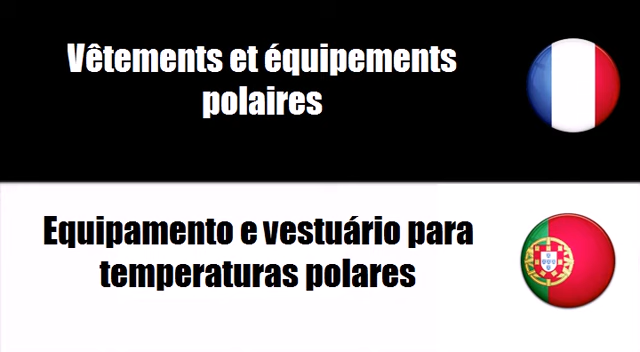 Vêtements et équipements
polaires
Equipamento e vestuário para
temperaturas polares